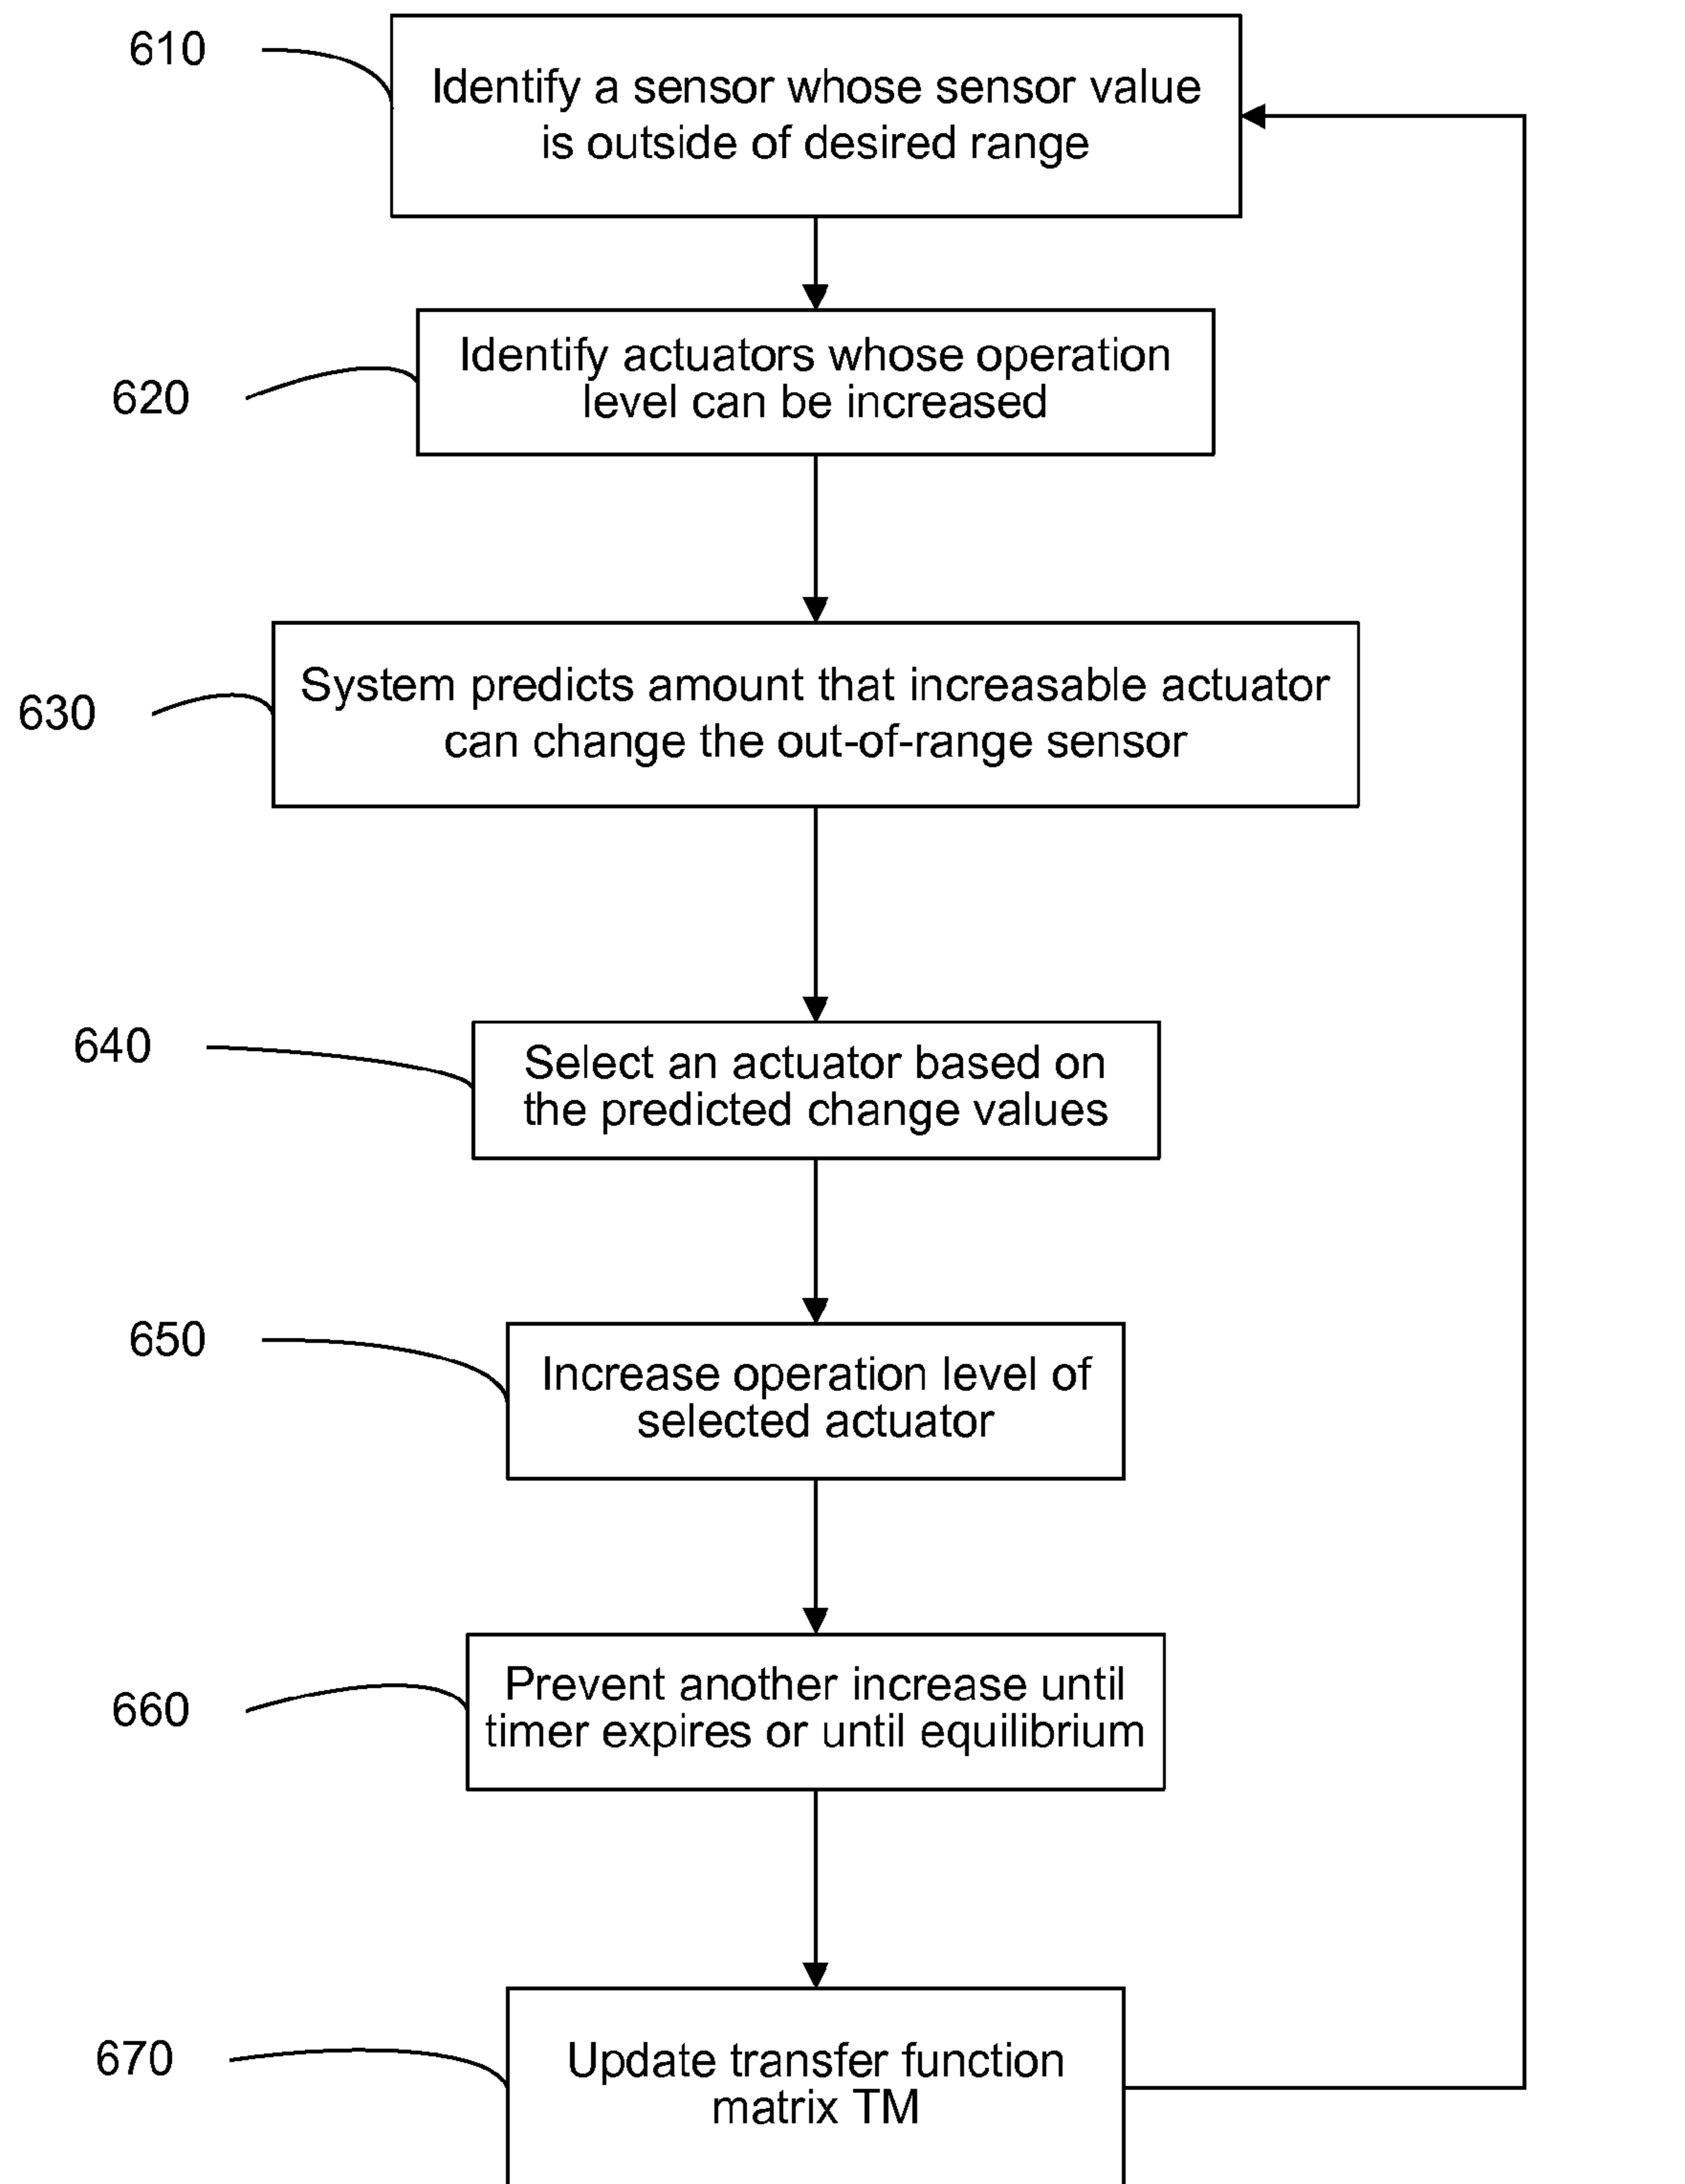 610
Identify a sensor whose sensor value
is outside of desired range
620
Identify actuators whose operation
level can be increased
630
System predicts amount that increasable actuator
can change the out-of-range sensor
640
Select an actuator based on
the predicted change values
650
Increase operation level of
selected actuator
660
Prevent another increase until
timer expires or until equilibrium
670
Update transfer function
matrix TM